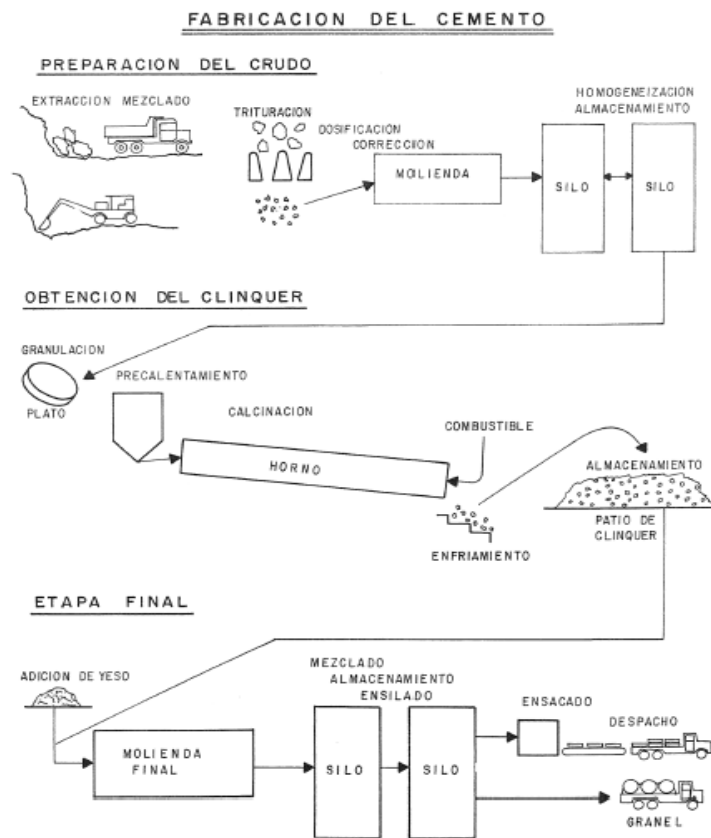 FABRICACION DEL CEMENTO
PREPARACION DEL CRUDO
EXTRACCION MEZCLADO
TRITURACION
DOSIFICACIÓN
CORRECCION
MOLIENDA
HOMOGENEIZACIÓN
ALMACENAMIENTO
SILO
SILO
OBTENCION DEL CLINQUER
GRANULACION
PLATO
PRECALENTAMIENTO
CALCINACION
HORNO
COMBUSTIBLE
ENFRIAMIENTO
ALMACENAMIENTO
PATIO DE
CLINQUER
ETAPA FINAL
ADICION DE YESO
MOLIENDA
FINAL
MEZCLADO
ALMACENAMIENTO
ENSILADO
SILO
SILO
ENSACADO
DESPACHO
GRANEL